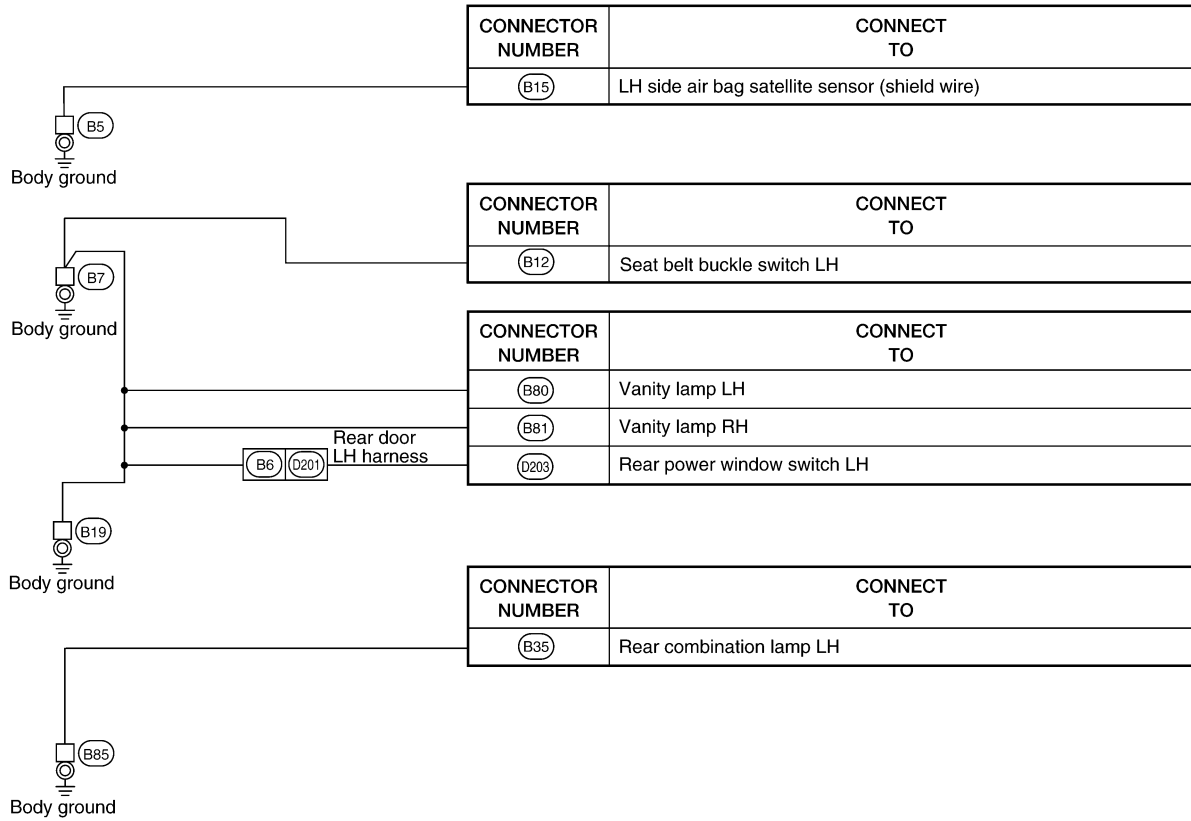 CONNECTOR NUMBER CONNECT TO
B15 LH side air bag satellite sensor (shield wire)
B5
Body ground
CONNECTOR NUMBER CONNECT TO
B12 Seat belt buckle switch LH
B7
Body ground
CONNECTOR NUMBER CONNECT TO
B80 Vanity lamp LH
B81 Vanity lamp RH
Rear door
LH harness
B6 D201 D203 Rear power window switch LH
B19
Body ground
CONNECTOR NUMBER CONNECT TO
B35 Rear combination lamp LH
B85
Body ground